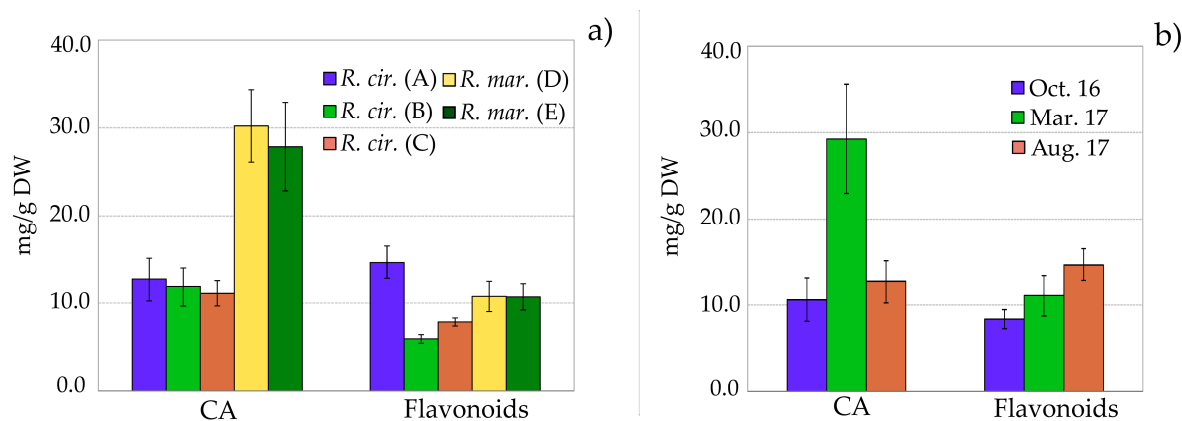 a)
40.0
30.0
20.0
10.0
0.0
mg/g DW
R. cir. (A) R. mar. (D)
R. cir. (B) R. mar. (E)
R. cir. (C)
CA Flavonoids
b)
40.0
30.0
20.0
10.0
0.0
mg/g DW
Oct. 16
Mar. 17
Aug. 17
CA Flavonoids